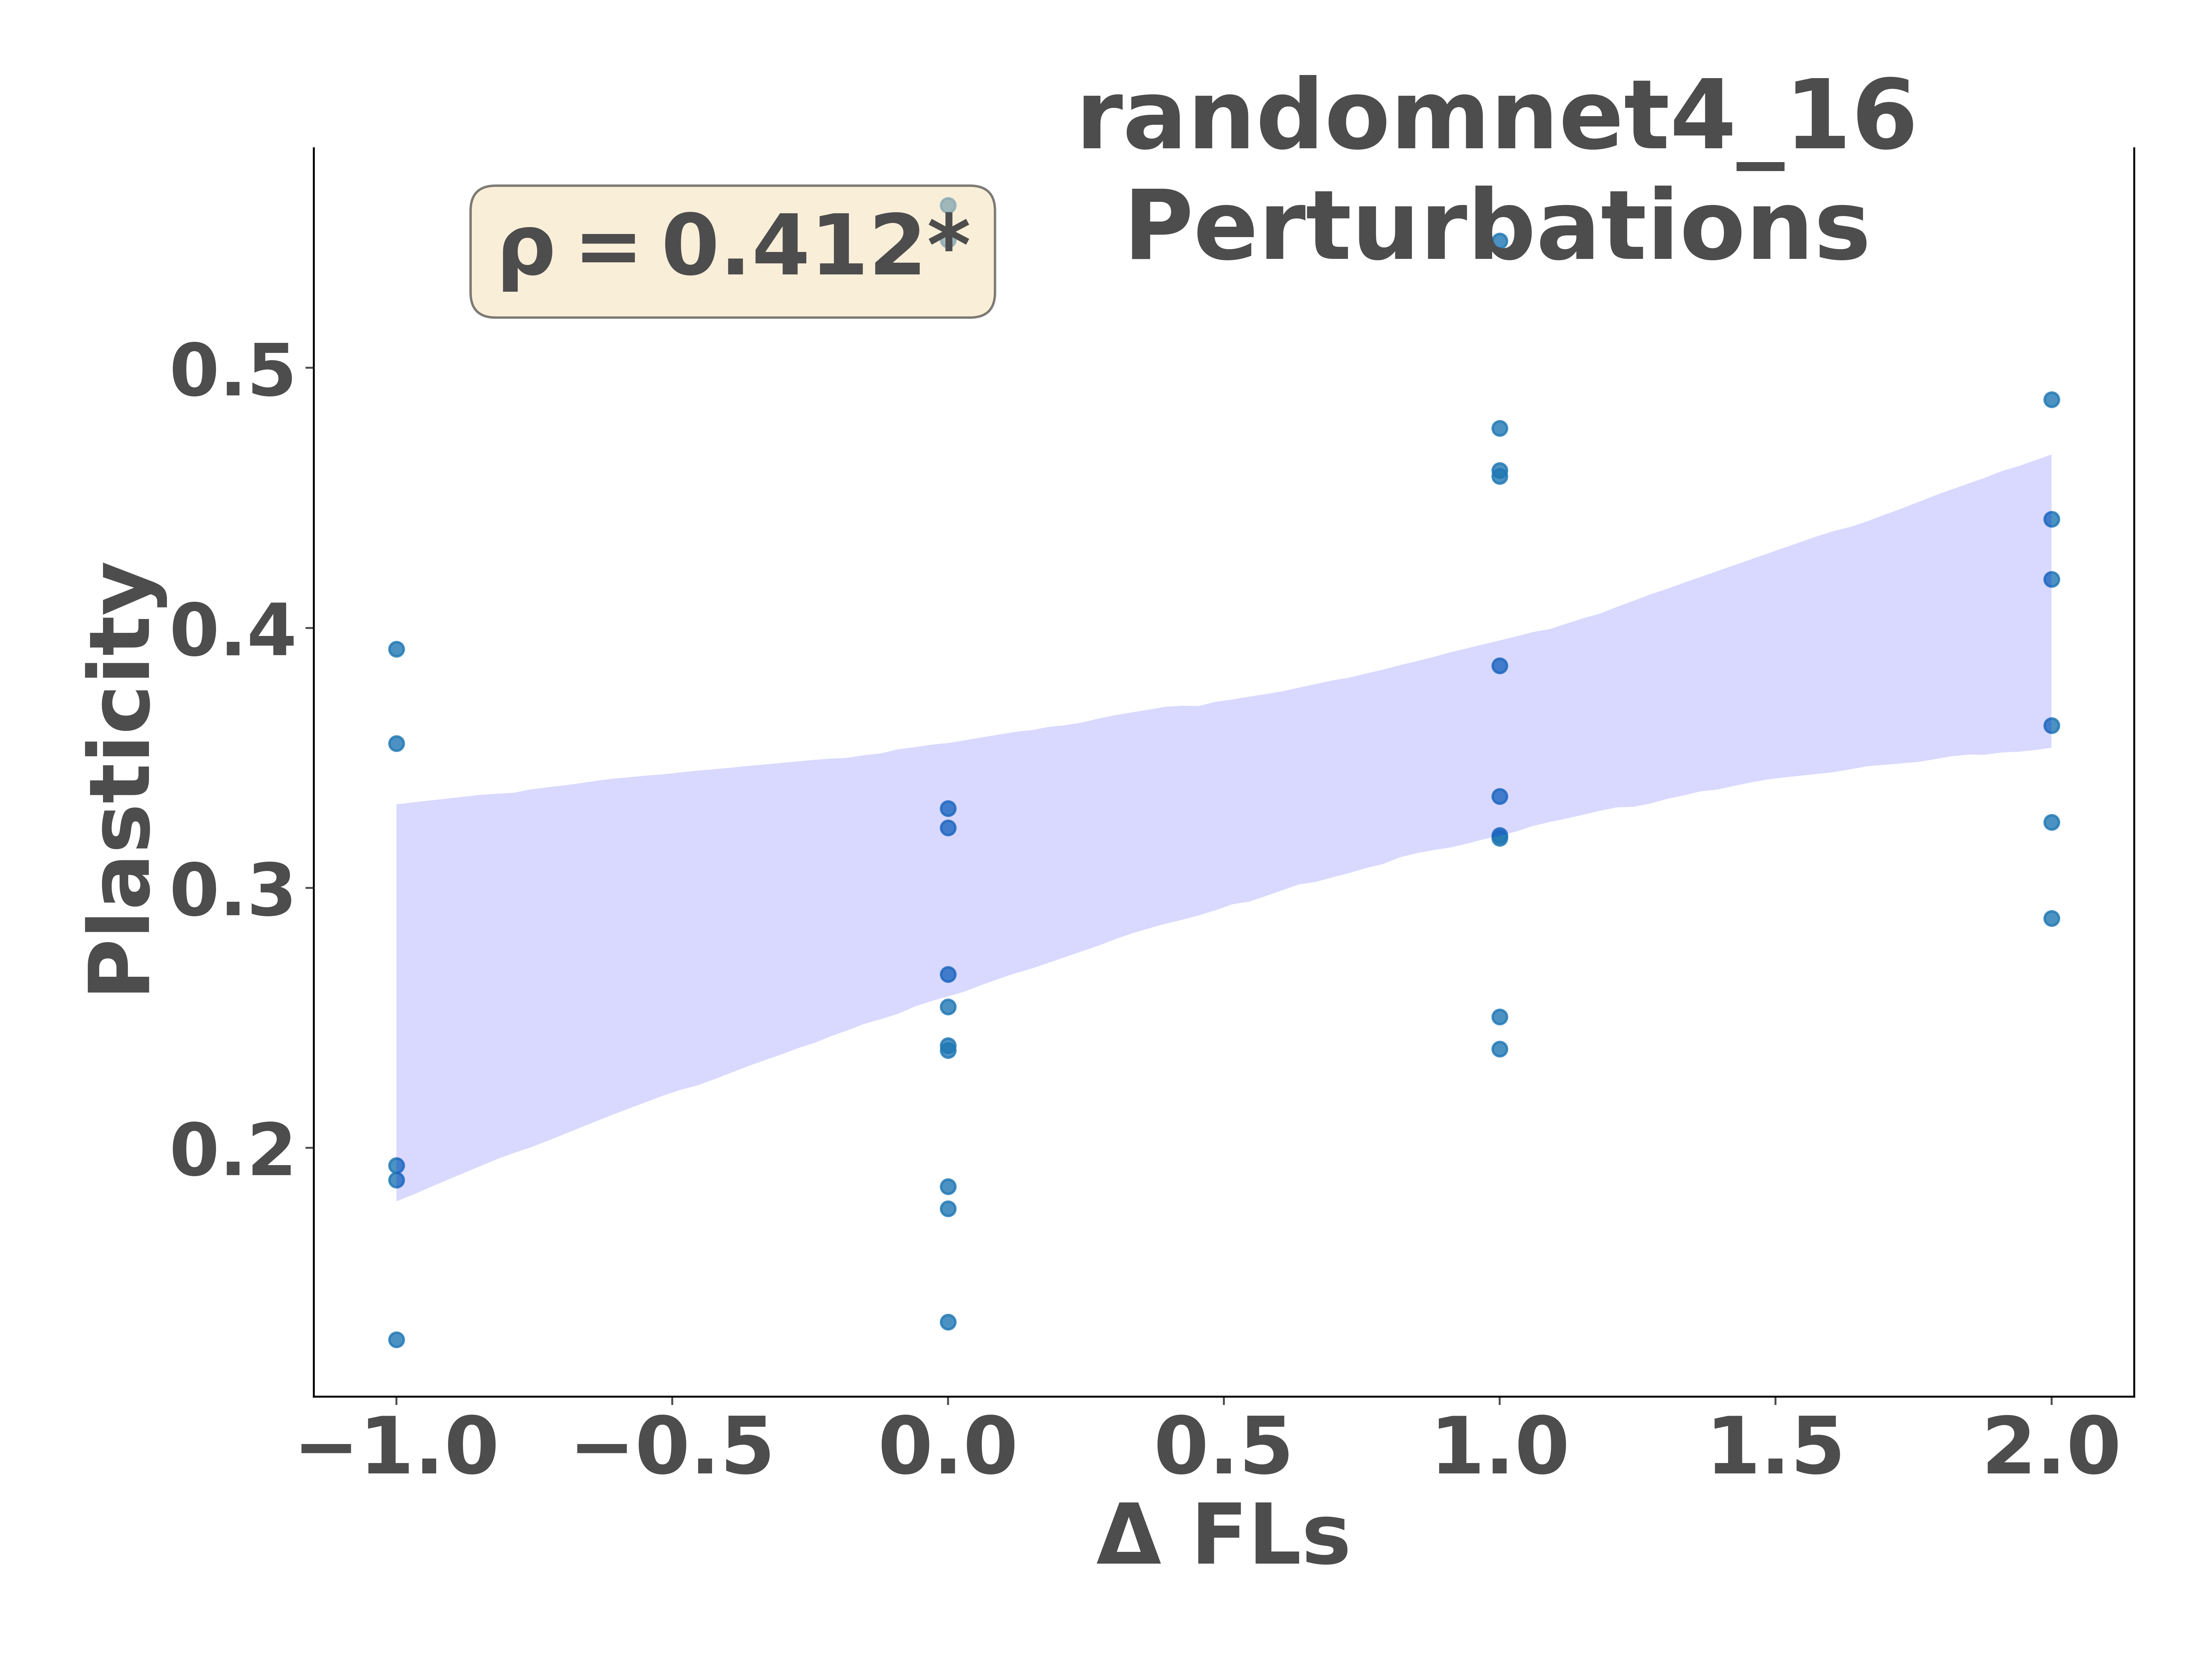 randomnet4_16
Perturbations
ρ = 0.412*
Plasticity
0.5
0.4
0.3
0.2
−1.0 −0.5 0.0 0.5 1.0 1.5 2.0
Δ FLs